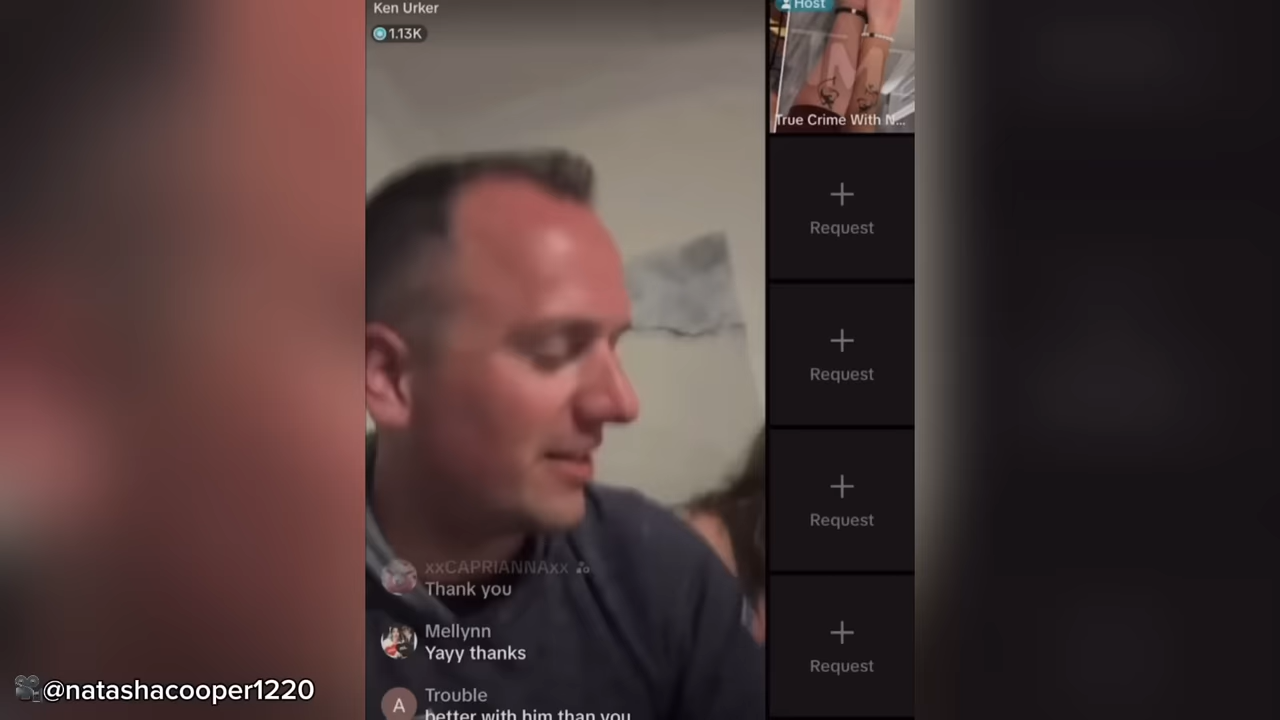 Ken Urker
1.13K
Host
True Crime With N...
Request
Request
Request
Request
xxCAPRIANNAxx
Thank you
Mellynn
Yayy thanks
A
Trouble
better with him than you
@natashacooper1220